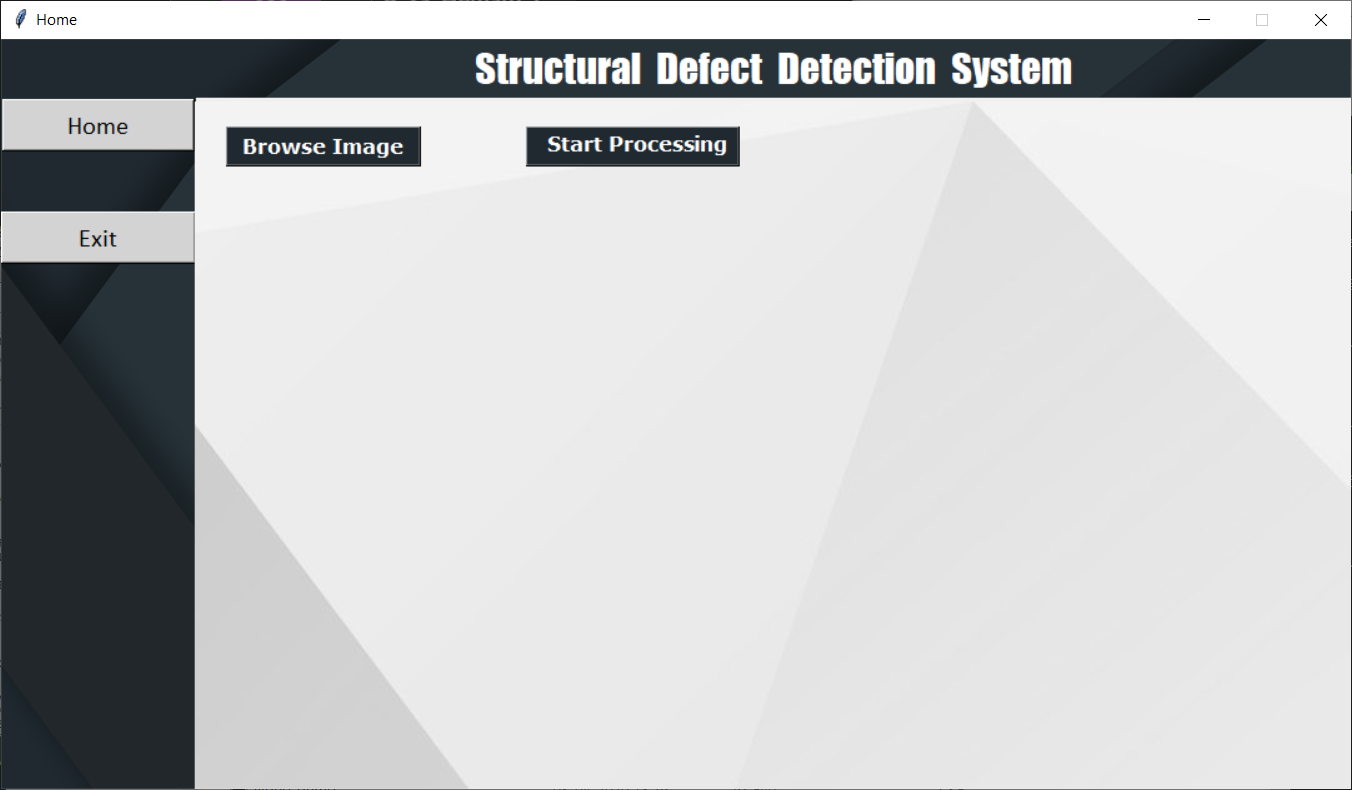 Home
Structural Defect Detection System
Home
Browse Image
Start Processing
Exit